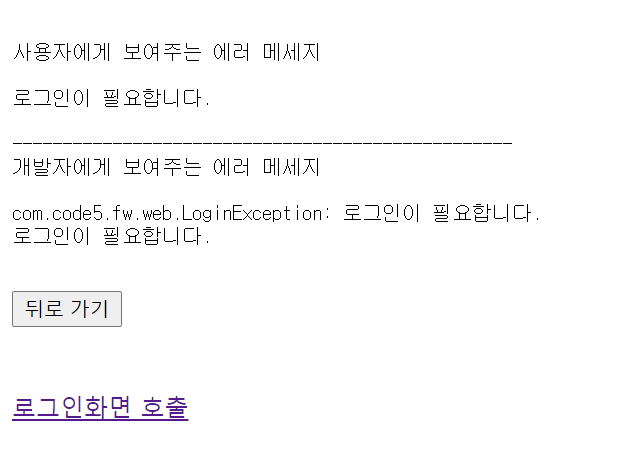 사용자에게 보여주는 에러 메세지
로그인이 필요합니다.
--------------------------------------------------
개발자에게 보여주는 에러 메세지
com.code5.fw.web.LoginException: 로그인이 필요합니다.
로그인이 필요합니다.
뒤로 가기
로그인화면 호출